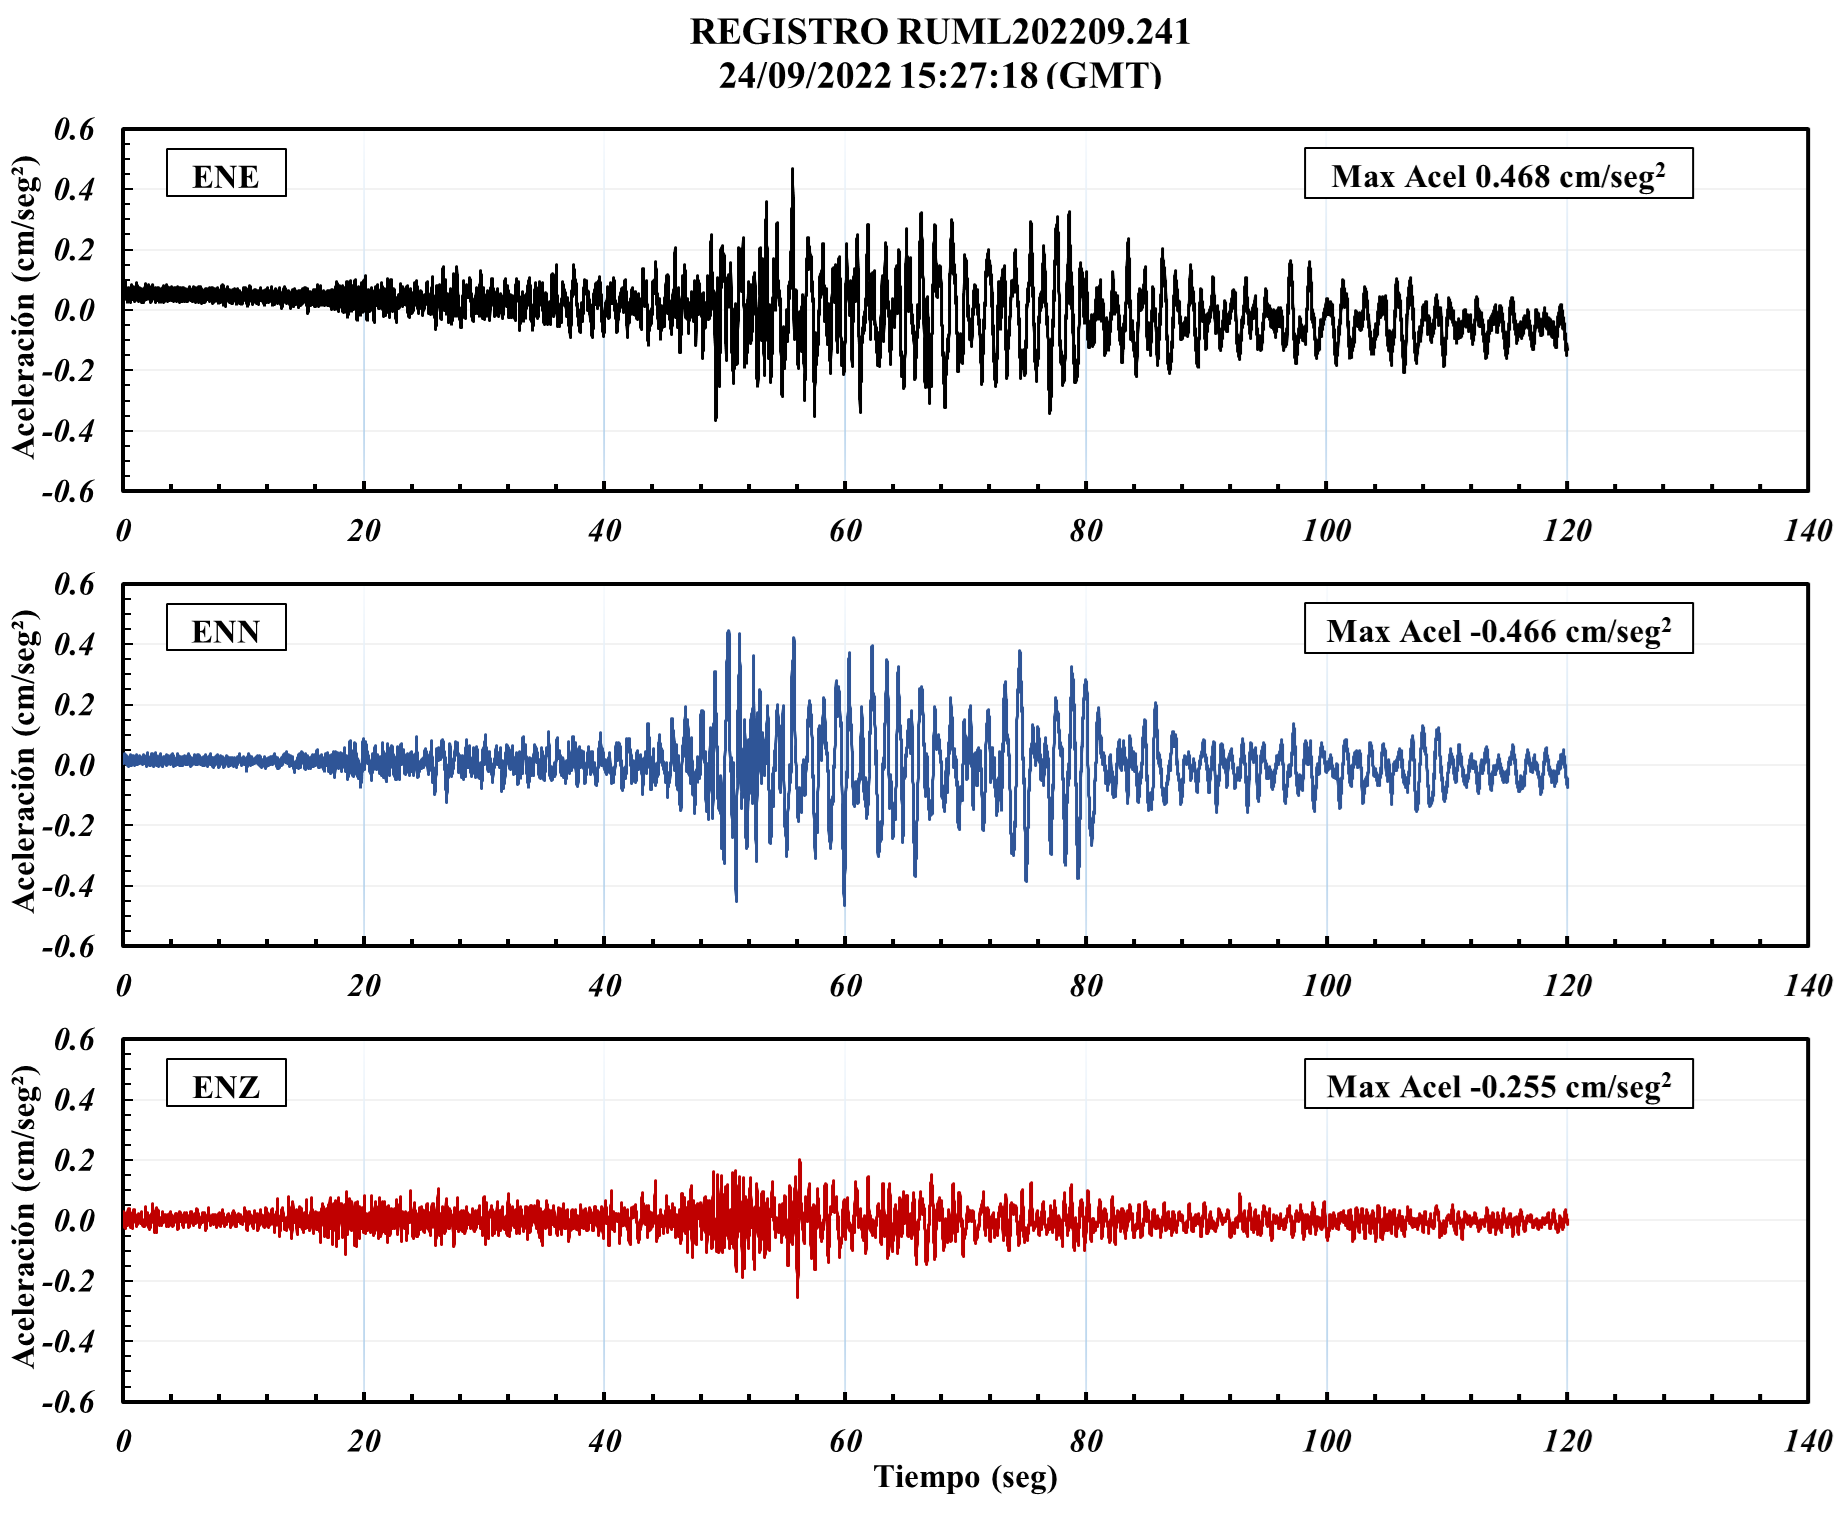 REGISTRO RUML202209.241
24/09/2022 15:27:18 (GMT)
Aceleración (cm/seg²)
0.6
0.4
0.2
0.0
-0.2
-0.4
-0.6
ENE
Max Acel 0.468 cm/seg²
0 20 40 60 80 100 120 140
Aceleración (cm/seg²)
0.6
0.4
0.2
0.0
-0.2
-0.4
-0.6
ENN
Max Acel -0.466 cm/seg²
0 20 40 60 80 100 120 140
Aceleración (cm/seg²)
0.6
0.4
0.2
0.0
-0.2
-0.4
-0.6
ENZ
Max Acel -0.255 cm/seg²
0 20 40 60 80 100 120 140
Tiempo (seg)